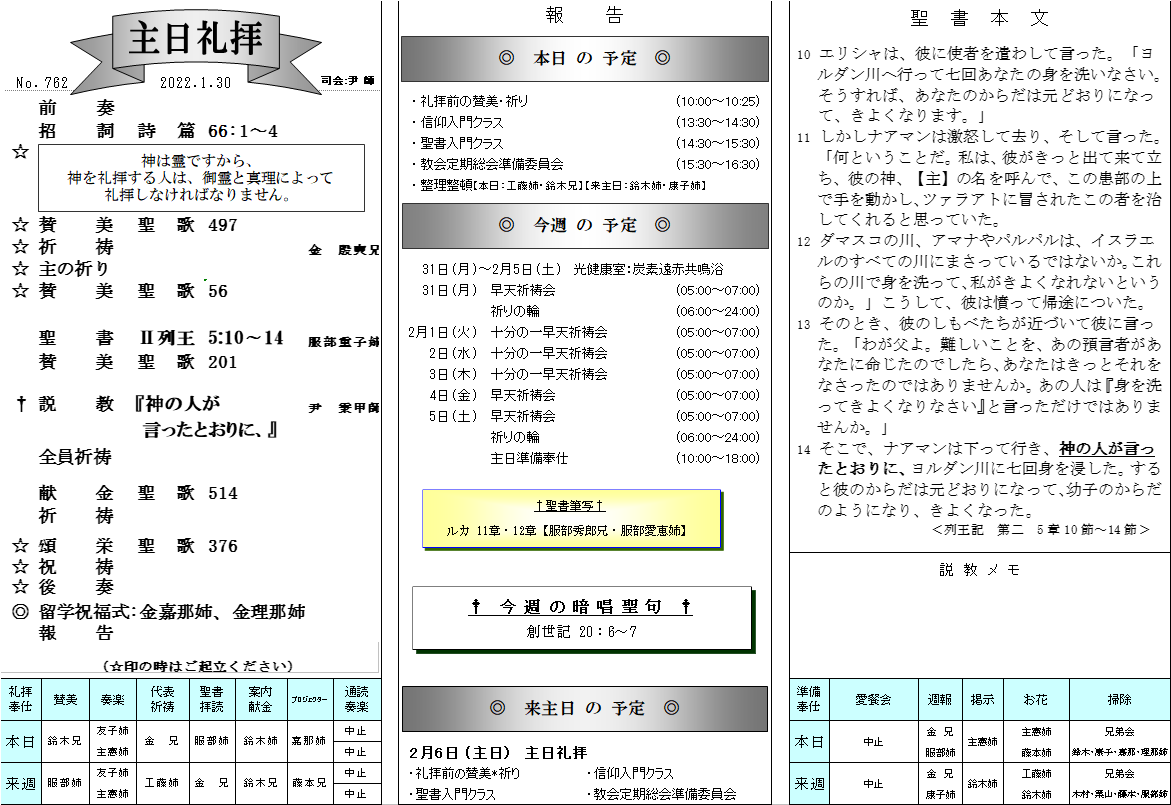 主日礼拝
No. 762
2022.1.30
司会:尹 師
前 奏
招 詞 詩 篇 66：1〜4
☆
神は霊ですから、
神を礼拝する人は、御霊と真理によって
礼拝しなければなりません。
☆ 賛 美 聖 歌 497
☆ 祈 祷 金 殷爽兄
☆ 主の祈り
☆ 賛 美 聖 歌 56
聖 書 Ⅱ列王 5:10〜14 服部重子姉
賛 美 聖 歌 201
† 説 教 『神の人が 尹 秉甲師
言ったとおりに、』
全員祈祷
献 金 聖 歌 514
祈 祷
☆ 頌 栄 聖 歌 376
☆ 祝 祷
☆ 後 奏
◎ 留学祝福式：金嘉那姉、金理那姉
報 告
（☆印の時はご起立ください）
礼拝奉仕 賛美 奏楽 代表祈祷 聖書拝読 案内献金 プロジェクター 通読奏楽
本日 鈴木兄 友子姉 主憲姉 金 兄 服部姉 鈴木姉 嘉那姉 中止 中止
来週 服部姉 友子姉 主憲姉 工藤姉 金 兄 鈴木兄 藤本兄 中止 中止
報 告
◎ 本日 の 予定 ◎
・礼拝前の賛美・祈り (10:00〜10:25)
・信仰入門クラス (13:30〜14:30)
・聖書入門クラス (14:30〜15:30)
・教会定期総会準備委員会 (15:30〜16:30)
・整理整頓【本日：工藤姉・鈴木兄】【来主日：鈴木姉・康子姉】
◎ 今週 の 予定 ◎
31日(月)〜2月5日(土) 光健康室：炭素遠赤共鳴浴
31日(月) 早天祈祷会 (05:00〜07:00)
祈りの輪 (06:00〜24:00)
2月1日(火) 十分の一早天祈祷会 (05:00〜07:00)
2日(水) 十分の一早天祈祷会 (05:00〜07:00)
3日(木) 十分の一早天祈祷会 (05:00〜07:00)
4日(金) 早天祈祷会 (05:00〜07:00)
5日(土) 早天祈祷会 (05:00〜07:00)
祈りの輪 (06:00〜24:00)
主日準備奉仕 (10:00〜18:00)
†聖書筆写†
ルカ 11章・12章【服部秀郎兄・服部愛恵姉】
† 今週の暗唱聖句 †
創世記 20：6〜7
◎ 来主日 の 予定 ◎
2月6日(主日) 主日礼拝
・礼拝前の賛美*祈り ・信仰入門クラス
・聖書入門クラス ・教会定期総会準備委員会
聖 書 本 文
10 エリシャは、彼に使者を遣わして言った。「ヨ
ルダン川へ行って七回あなたの身を洗いなさい。
そうすれば、あなたのからだは元どおりになっ
て、きよくなります。」
11 しかしナアマンは激怒して去り、そして言った。
「何ということだ。私は、彼がきっと出て来て立
ち、彼の神、【主】の名を呼んで、この患部の上
で手を動かし、ツァラアトに冒されたこの者を治
してくれると思っていた。
12 ダマスコの川、アマナやパルパルは、イスラエ
ルのすべての川にまさっているではないか。これ
らの川で身を洗って、私がきよくなれないという
のか。」こうして、彼は憤って帰途についた。
13 そのとき、彼のしもべたちが近づいて彼に言っ
た。「わが父よ。難しいことを、あの預言者があ
なたに命じたのでしたら、あなたはきっとそれを
なさったのではありませんか。あの人は『身を洗
ってきよくなりなさい』と言っただけではありま
せんか。」
14 そこで、ナアマンは下って行き、神の人が言っ
たとおりに、ヨルダン川に七回身を浸した。する
と彼のからだは元どおりになって、幼子のからだ
のようになり、きよくなった。
＜列王記 第二 5章10節〜14節＞
説 教 メ モ
準備奉仕 愛餐会 週報 掲示 お花 掃除
本日 中止 金 兄 服部姉 主憲姉 主憲姉 藤本姉 兄弟会 鈴木・康子・嘉那・理那姉
来週 中止 金 兄 康子姉 鈴木姉 工藤姉 鈴木姉 兄弟会 木村・栗山・藤本・服部姉